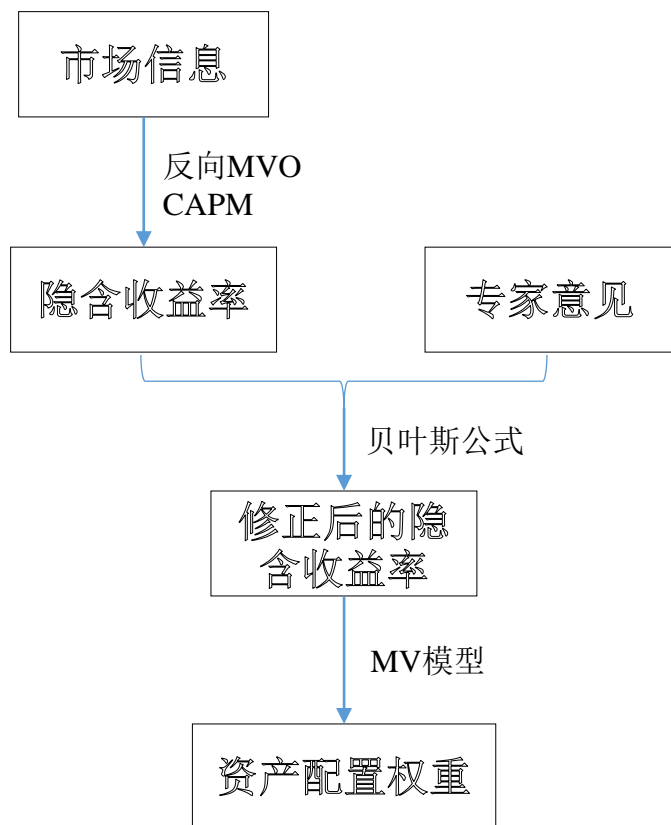 市场信息
反向MVO
CAPM
隐含收益率
专家意见
贝叶斯公式
修正后的隐
含收益率
MV模型
资产配置权重